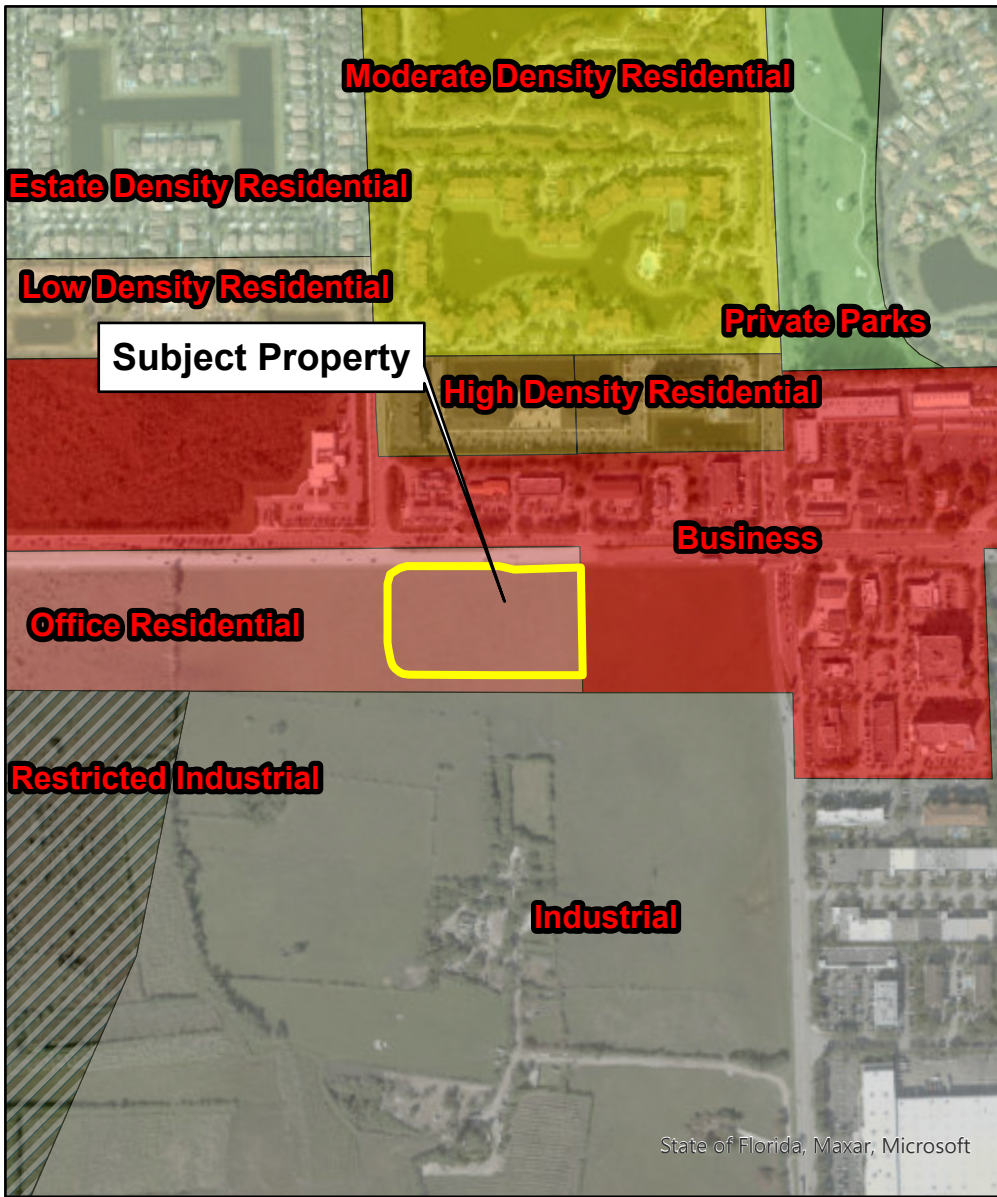 Moderate Density Residential
Estate Density Residential
Low Density Residential
Private Parks
Subject Property
High Density Residential
Business
Office Residential
Restricted Industrial
Industrial
State of Florida, Maxar, Microsoft